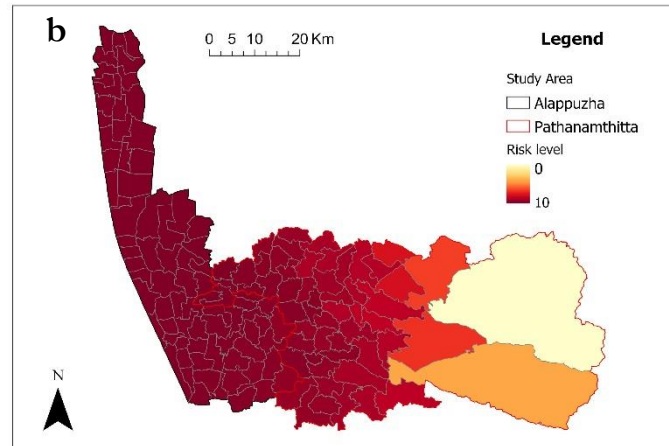 b
0 5 10 20 Km
Legend
Study Area
Alappuzha
Pathanamthitta
Risk level
0
10
N